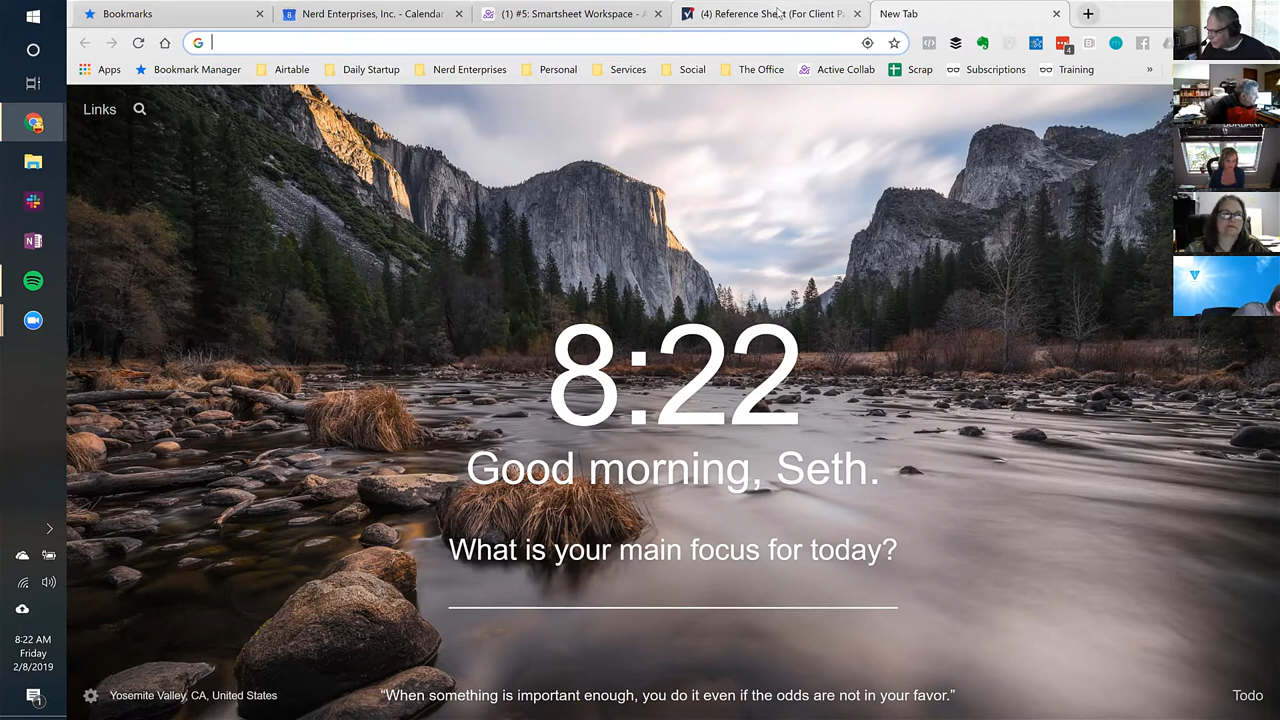 Bookmarks
Nerd Enterprises, Inc. - Calendar
(1) #5: Smartsheet Workspace - A
(4) Reference Sheet (For Client Pa
New Tab
Apps
Bookmark Manager
Airtable
Daily Startup
Nerd Enter
Personal
Services
Social
The Office
Active Collab
Scrap
Subscriptions
Training
»
Links
8:22
Good morning, Seth.
What is your main focus for today?
8:22 AM
Friday
2/8/2019
Yosemite Valley, CA, United States
“When something is important enough, you do it even if the odds are not in your favor.”
Todo